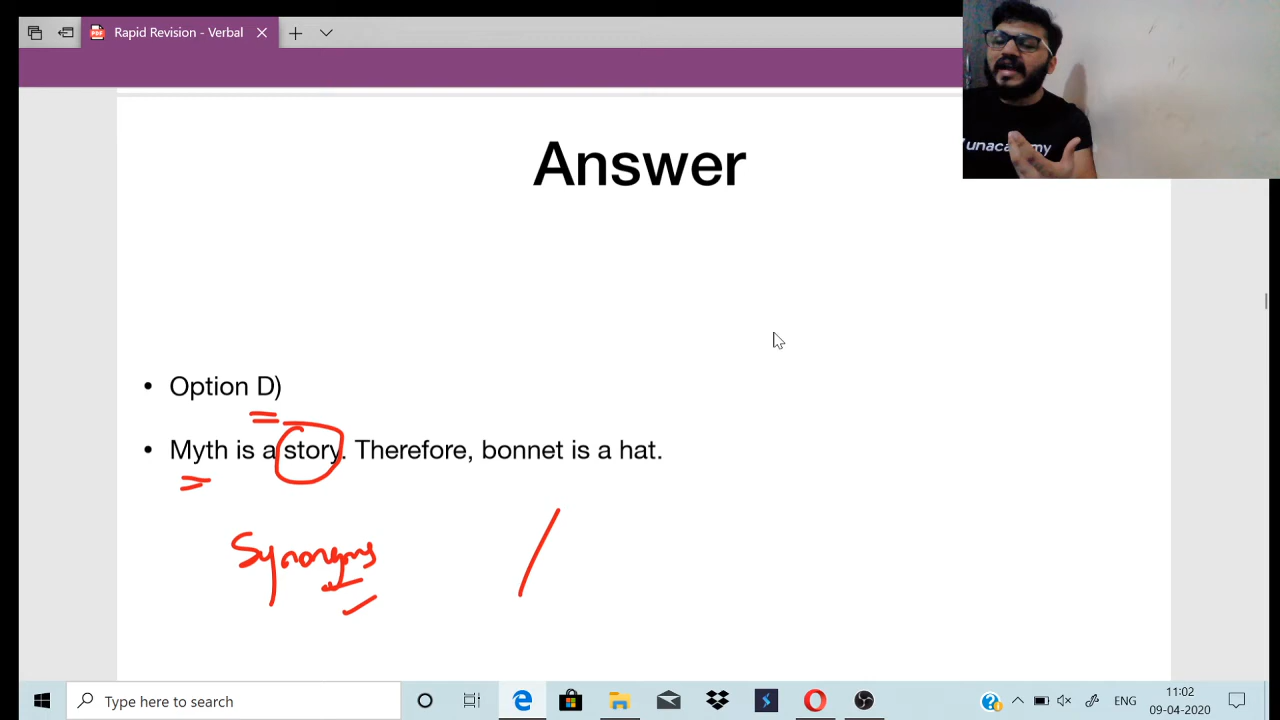 Rapid Revision - Verbal
unacademy
Answer
• Option D)
• Myth is a story. Therefore, bonnet is a hat.
Synonyms
Type here to search
ENG
11:02
09-04-2020